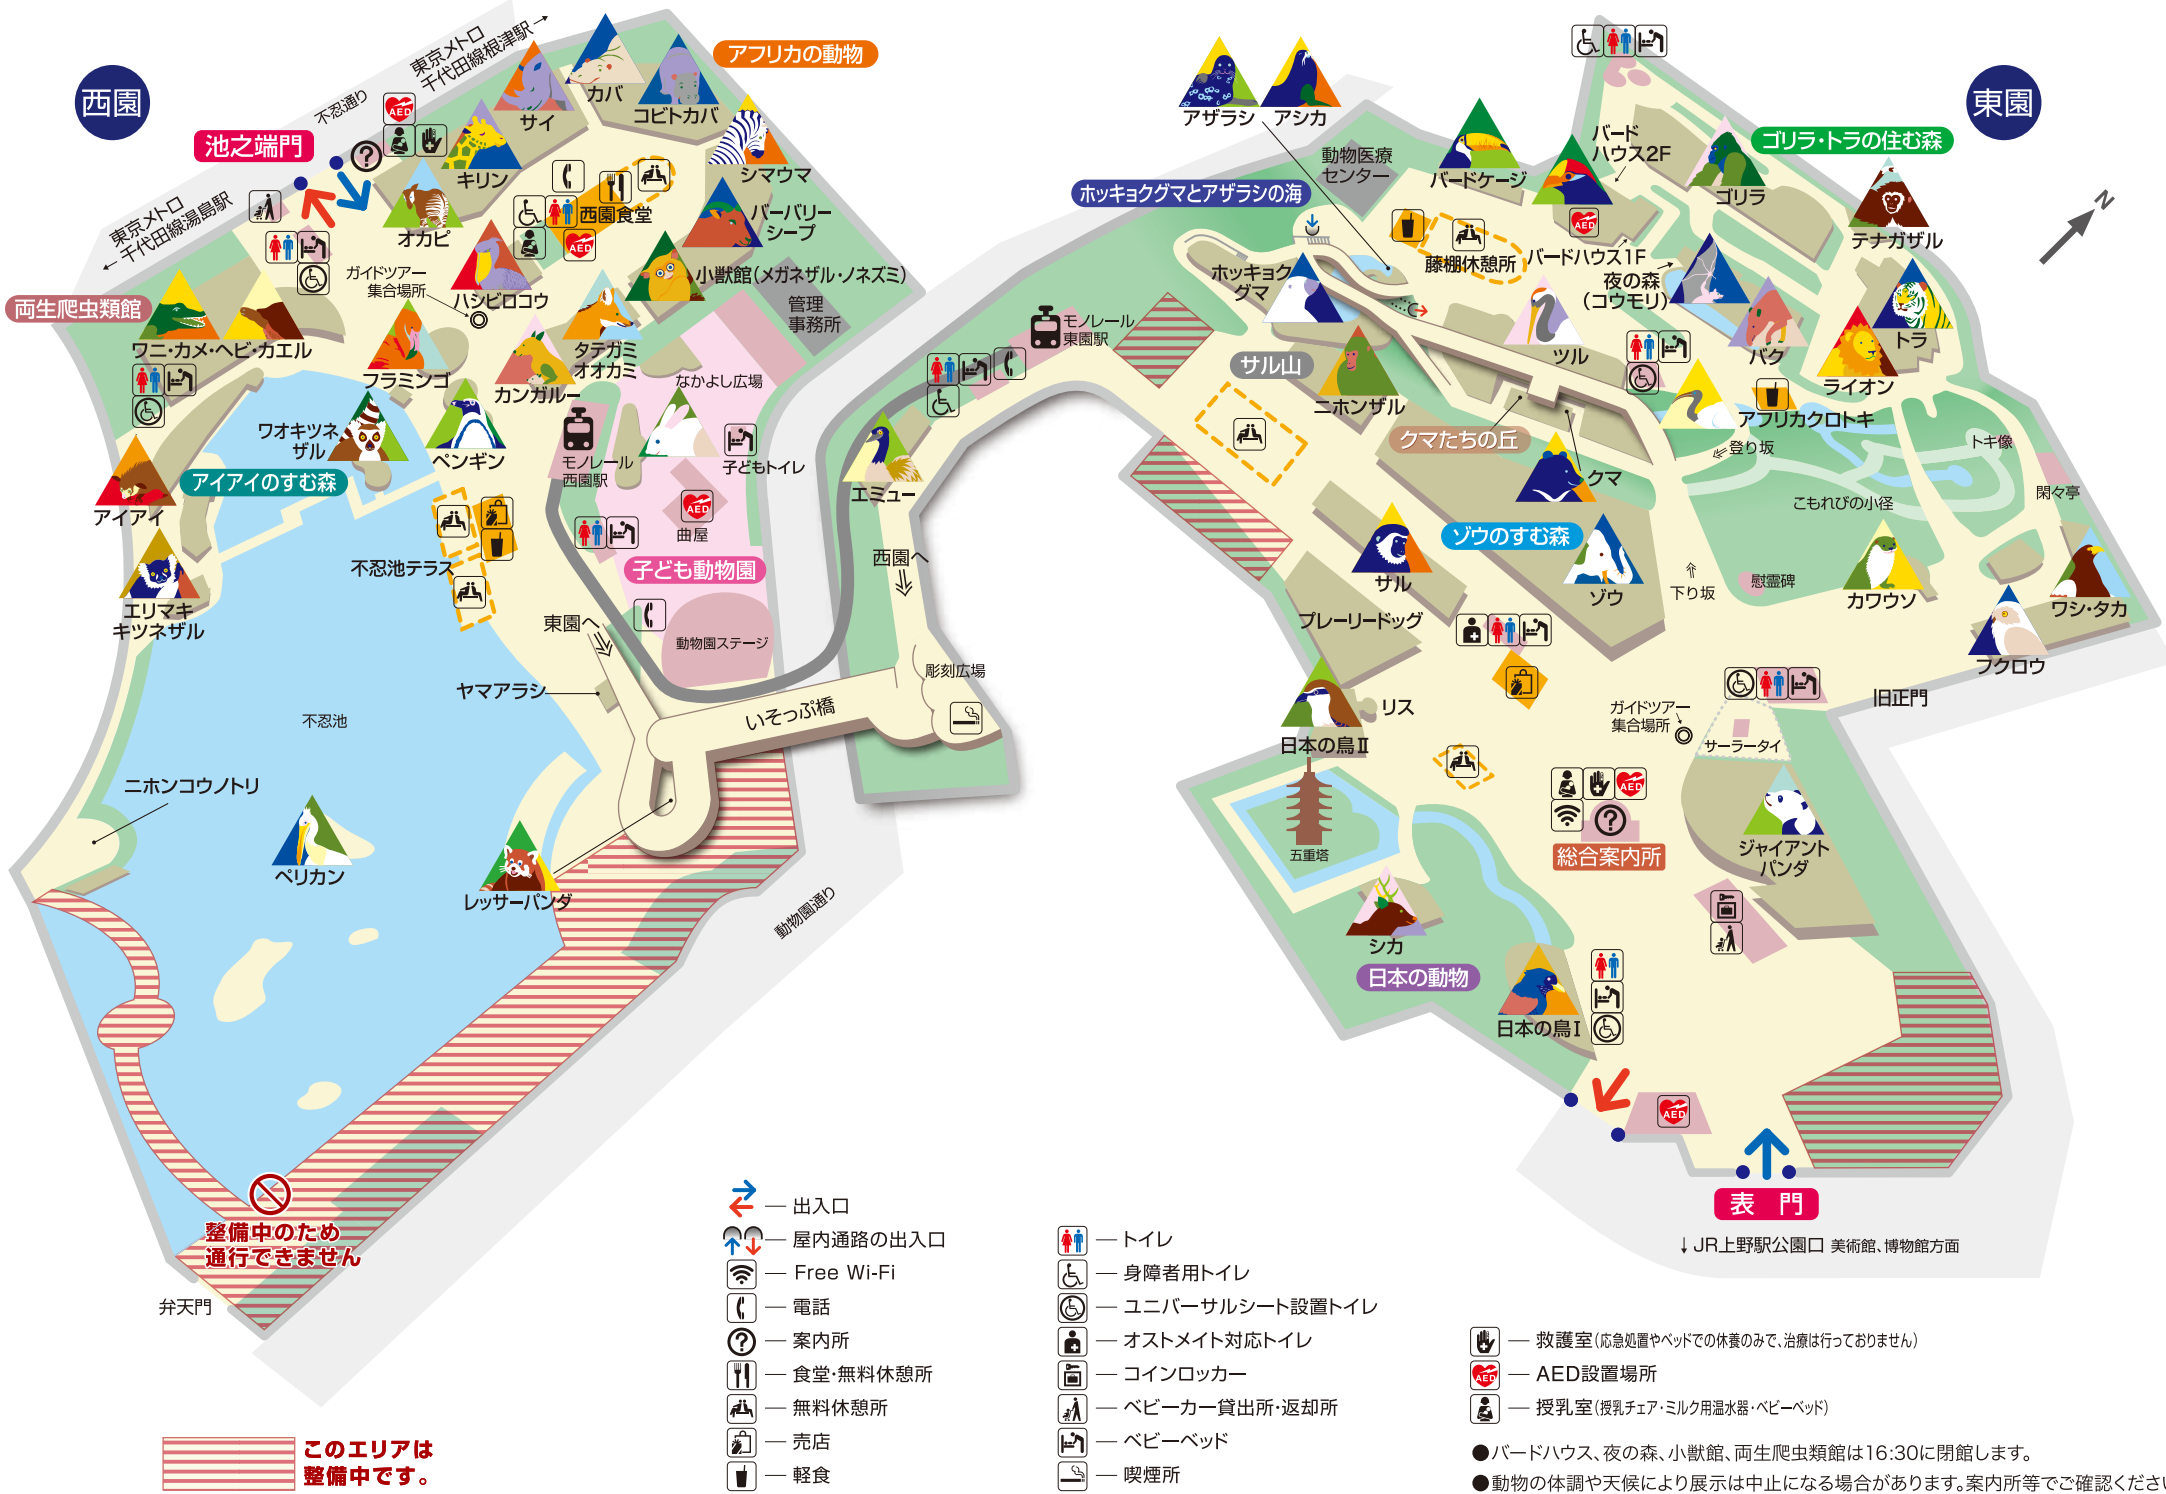 西園
東京メトロ
千代田線根津駅→
不忍通り
池之端門
東京メトロ
←千代田線湯島駅
アフリカの動物
サイ
カバ
コビトカバ
キリン
シマウマ
オカピ
西園食堂
バーバリー
シープ
AED
AED
ガイドツアー
集合場所
ハシビロコウ
小獣館(メガネザル・ノネズミ)
管理
事務所
両生爬虫類館
ワニ・カメ・ヘビ・カエル
フラミンゴ
カンガルー
タテガミ
オオカミ
なかよし広場
ワオキツネ
ザル
ペンギン
モノレール
西園駅
子どもトイレ
アイアイのすむ森
アイアイ
AED
曲屋
不忍池テラス
子ども動物園
エリマキ
キツネザル
東園へ
動物園ステージ
ヤマアラシ
不忍池
いそっぷ橋
彫刻広場
ニホンコウノトリ
ペリカン
レッサーパンダ
動物園通り
整備中のため
通行できません
弁天門
このエリアは
整備中です。
東園
アザラシ
アシカ
動物医療
センター
バードケージ
バード
ハウス2F
ゴリラ・トラの住む森
ゴリラ
テナガザル
ホッキョクグマとアザラシの海
AED
藤棚休憩所
バードハウス1F
夜の森
(コウモリ)
ホッキョク
グマ
モノレール
東園駅
サル山
ニホンザル
ツル
バク
ライオン
トラ
アフリカクロトキ
クマたちの丘
登り坂
トキ像
クマ
閑々亭
こもれびの小径
エミュー
西園へ
ゾウのすむ森
サル
ゾウ
下り坂
慰霊碑
カワウソ
ワシ・タカ
プレーリードッグ
フクロウ
リス
旧正門
ガイドツアー
集合場所
サーラータイ
日本の鳥Ⅱ
五重塔
AED
総合案内所
ジャイアント
パンダ
シカ
日本の動物
日本の鳥Ⅰ
AED
表 門
↓JR上野駅公園口 美術館、博物館方面
N
出入口
屋内通路の出入口
Free Wi-Fi
電話
案内所
食堂・無料休憩所
無料休憩所
売店
軽食
トイレ
身障者用トイレ
ユニバーサルシート設置トイレ
オストメイト対応トイレ
コインロッカー
ベビーカー貸出所・返却所
ベビーベッド
喫煙所
救護室(応急処置やベッドでの休養のみで、治療は行っておりません)
AED
AED設置場所
授乳室(授乳チェア・ミルク用温水器・ベビーベッド)
●バードハウス、夜の森、小獣館、両生爬虫類館は16:30に閉館します。
●動物の体調や天候により展示は中止になる場合があります。案内所等でご確認くださ